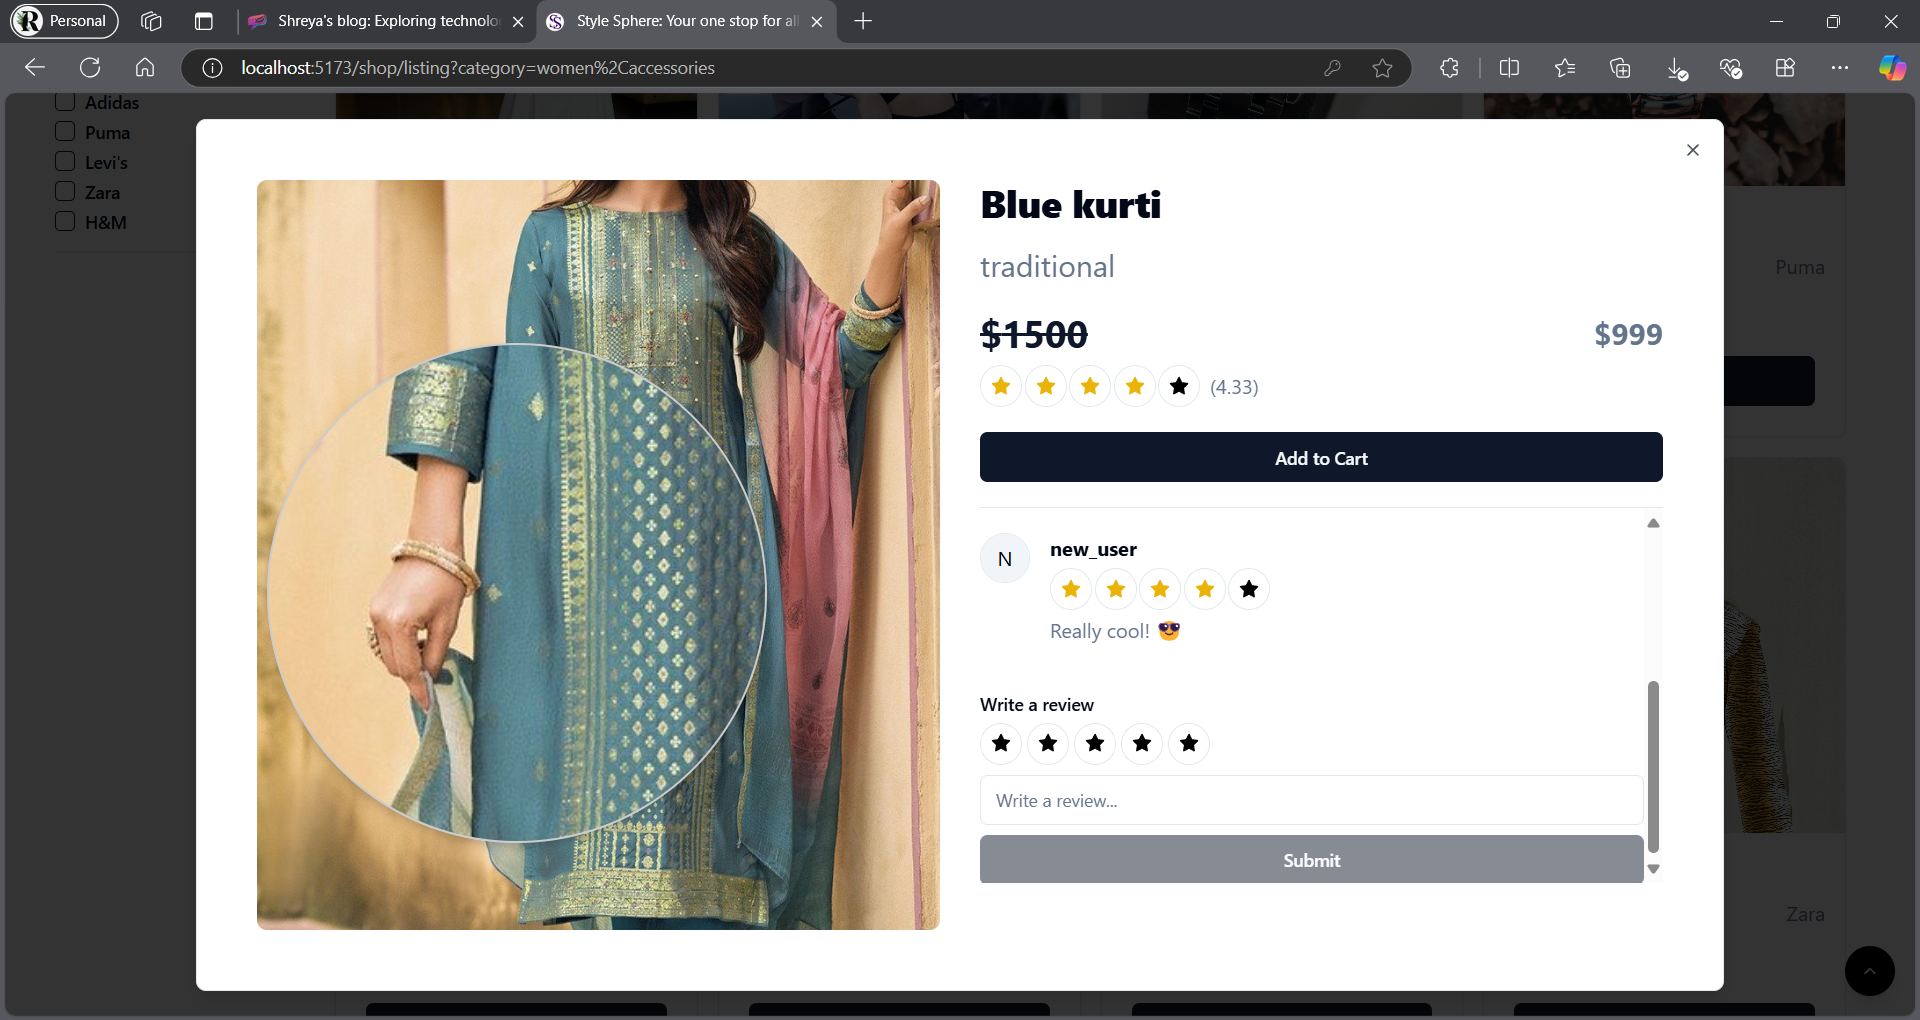 Personal
Shreya's blog: Exploring technolo
Style Sphere: Your one stop for all
localhost:5173/shop/listing?category=women%2Caccessories
Adidas
Puma
Levi's
Zara
H&M
Blue kurti
traditional
$1500
$999
(4.33)
Add to Cart
N
new_user
Really cool! 😎
Write a review
Write a review...
Submit
Puma
Zara